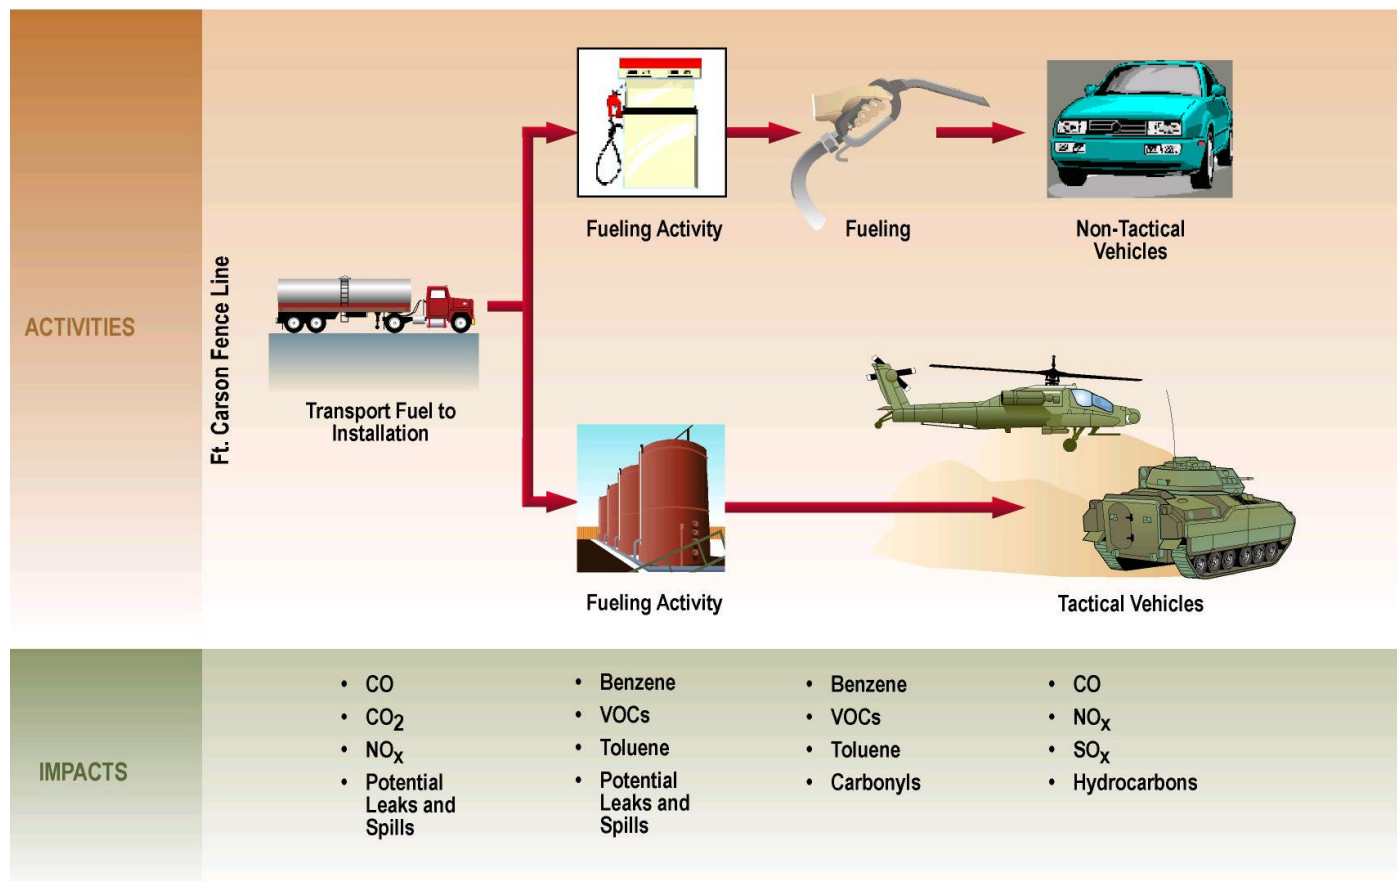 Fueling Activity
Fueling
Non-Tactical
Vehicles
ACTIVITIES
Ft. Carson Fence Line
Transport Fuel to
Installation
Fueling Activity
Tactical Vehicles
IMPACTS
• CO
• CO2
• NOX
• Potential
Leaks and
Spills
• Benzene
• VOCs
• Toluene
• Potential
Leaks and
Spills
• Benzene
• VOCs
• Toluene
• Carbonyls
• CO
• NOX
• SOX
• Hydrocarbons